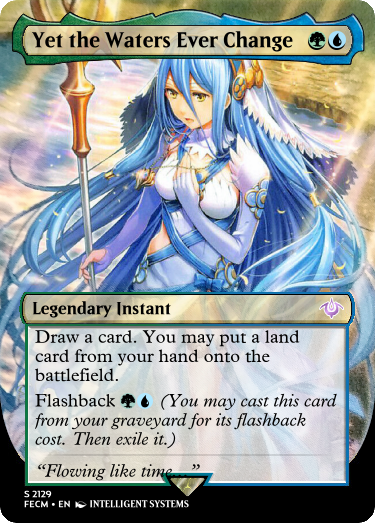 Yet the Waters Ever Change
Legendary Instant
Draw a card. You may put a land
card from your hand onto the
battlefield.
Flashback (You may cast this card
from your graveyard for its flashback
cost. Then exile it.)
“Flowing like time...”
S 2129
FECM • EN INTELLIGENT SYSTEMS